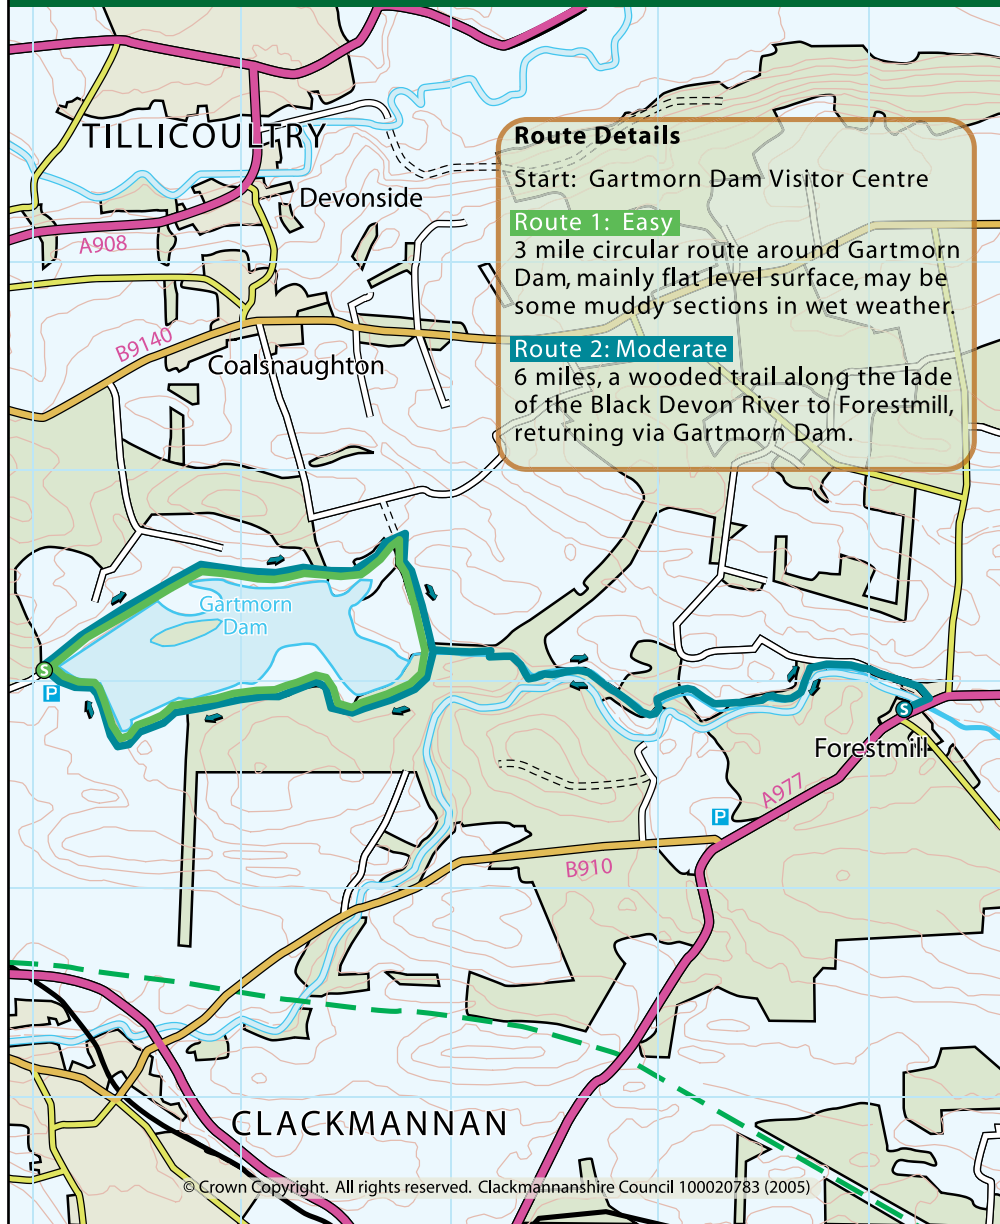 TILLICOULTRY
Devonside
A908
B9140
Coalsnaughton
Route Details
Start: Gartmorn Dam Visitor Centre
Route 1: Easy
3 mile circular route around Gartmorn
Dam, mainly flat level surface, may be
some muddy sections in wet weather.
Route 2: Moderate
6 miles, a wooded trail along the lade
of the Black Devon River to Forestmill,
returning via Gartmorn Dam.
Gartmorn
Dam
S
P
S
Forestmill
A977
P
B910
CLACKMANNAN
© Crown Copyright. All rights reserved. Clackmannanshire Council 100020783 (2005)